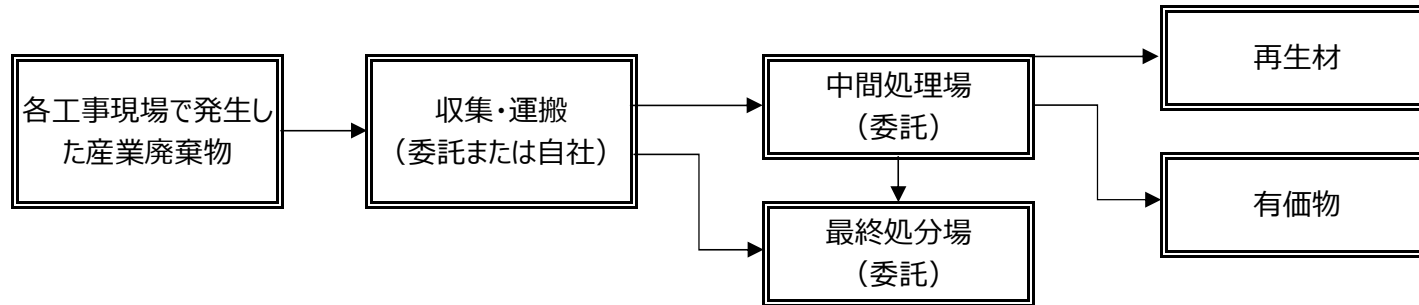 各工事現場で発生し
た産業廃棄物
収集・運搬
（委託または自社）
中間処理場
（委託）
最終処分場
（委託）
再生材
有価物